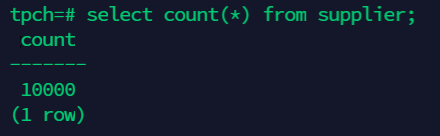 tpch=# select count(*) from supplier;
count
-------
10000
(1 row)